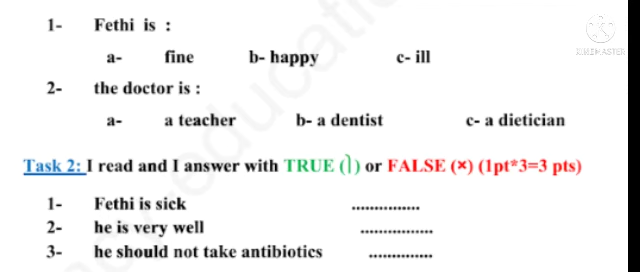 1- Fethi is :
a- fine b- happy c- ill
KINEMASTER
2- the doctor is :
a- a teacher b- a dentist c- a dietician
Task 2: I read and I answer with TRUE (ﾄ) or FALSE (×) (1pt*3=3 pts)
1- Fethi is sick ...............
2- he is very well ................
3- he should not take antibiotics ..............